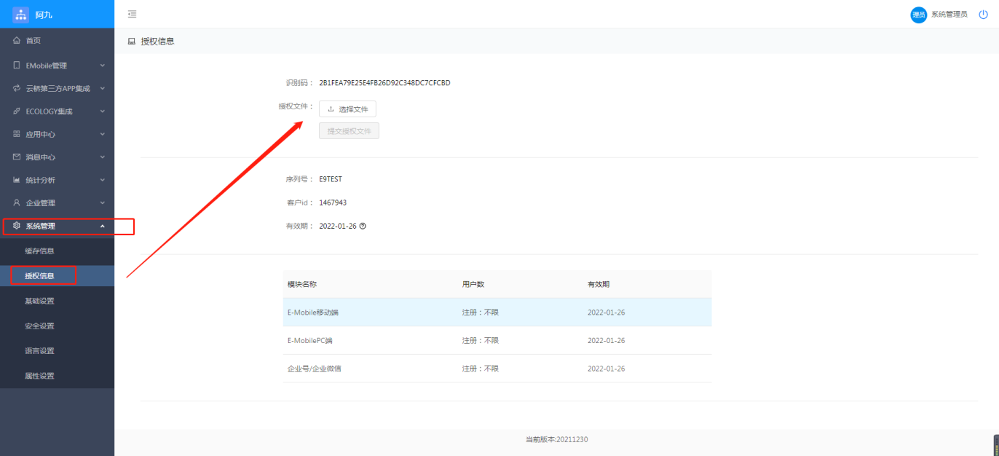 阿九
理员 系统管理员
首页
EMobile管理
云桥第三方APP集成
ECOLOGY集成
应用中心
消息中心
统计分析
企业管理
系统管理
缓存信息
授权信息
基础设置
安全设置
语言设置
属性设置
授权信息
识别码： 2B1FEA79E25E4FB26D92C348DC7CFCBD
授权文件： 选择文件
提交授权文件
序列号： E9TEST
客户id： 1467943
有效期： 2022-01-26
模块名称 用户数 有效期
E-Mobile移动端 注册：不限 2022-01-26
E-MobilePC端 注册：不限 2022-01-26
企业号/企业微信 注册：不限 2022-01-26
当前版本:20211230